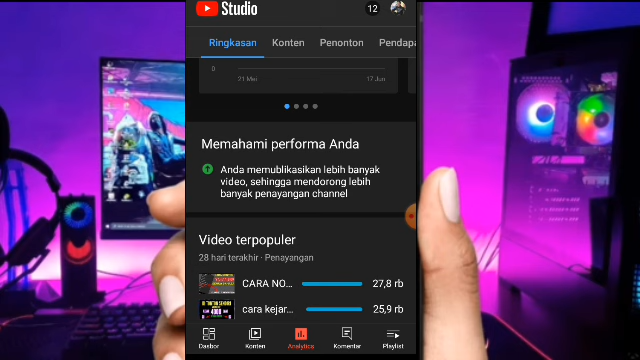 Studio
12
Ringkasan Konten Penonton Pendapa
0
21 Mei 17 Jun
Memahami performa Anda
Anda memublikasikan lebih banyak
video, sehingga mendorong lebih
banyak penayangan channel
Video terpopuler
28 hari terakhir · Penayangan
CARA NO... 27,8 rb
cara kejar... 25,9 rb
Dasbor Konten Analytics Komentar Playlist